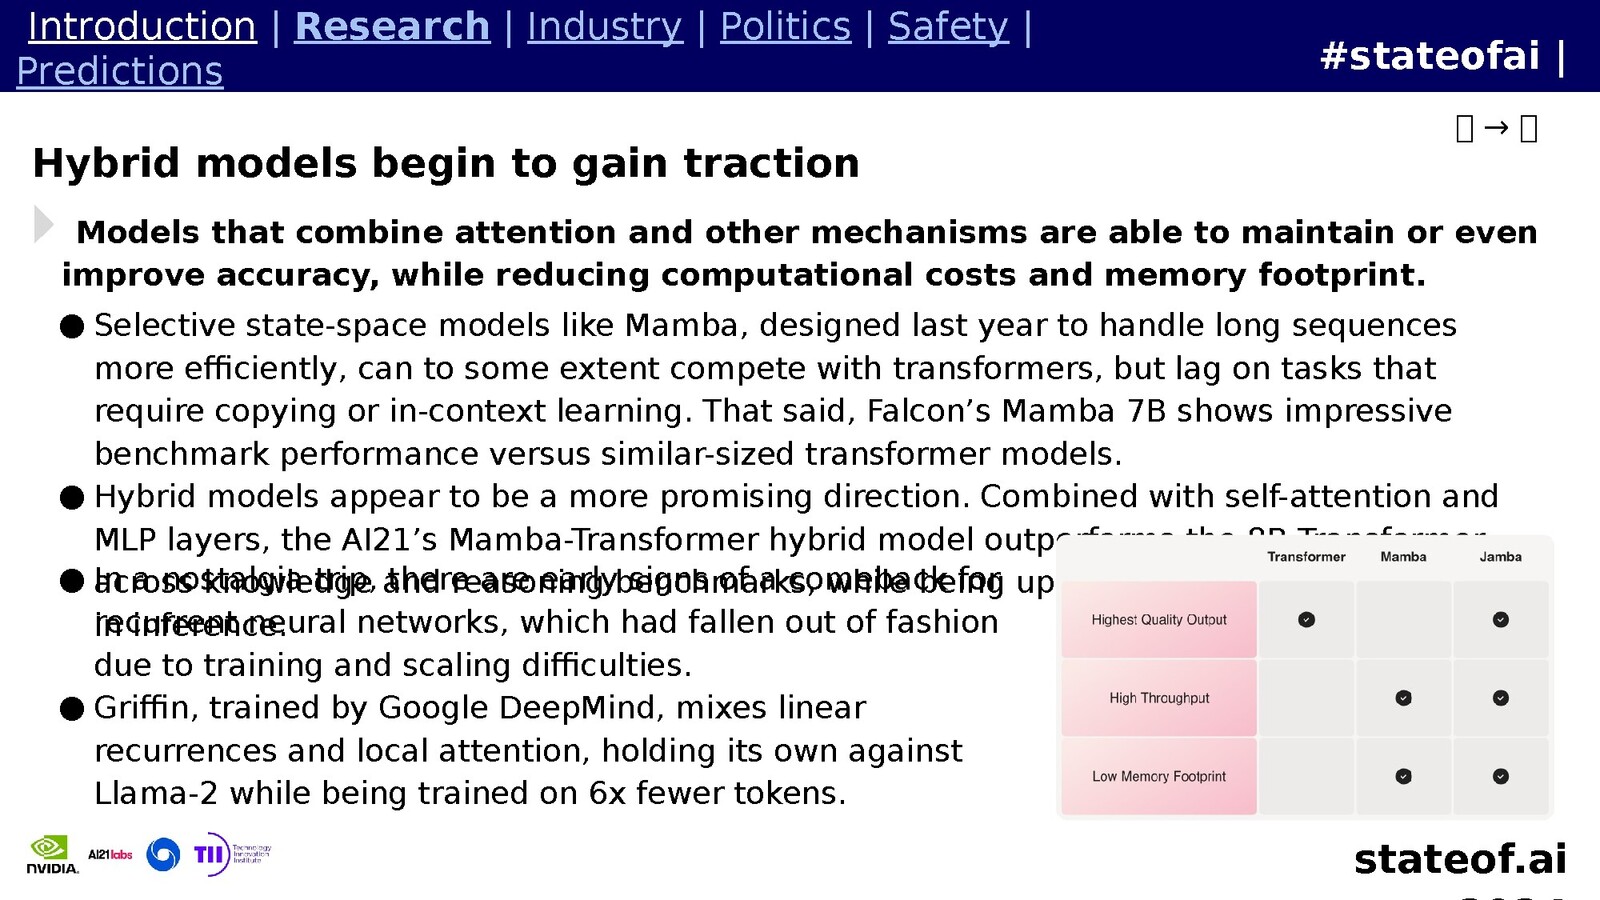 Introduction | Research | Industry | Politics | Safety |
Predictions
#stateofai |
→
Hybrid models begin to gain traction
Models that combine attention and other mechanisms are able to maintain or even
improve accuracy, while reducing computational costs and memory footprint.
● Selective state-space models like Mamba, designed last year to handle long sequences
more efficiently, can to some extent compete with transformers, but lag on tasks that
require copying or in-context learning. That said, Falcon’s Mamba 7B shows impressive
benchmark performance versus similar-sized transformer models.
● Hybrid models appear to be a more promising direction. Combined with self-attention and
MLP layers, the AI21’s Mamba-Transformer hybrid model outperforms the 8B Transformer
across knowledge and reasoning benchmarks, while being up
in inference.
● In a nostalgia trip, there are early signs of a comeback for
recurrent neural networks, which had fallen out of fashion
due to training and scaling difficulties.
● Griffin, trained by Google DeepMind, mixes linear
recurrences and local attention, holding its own against
Llama-2 while being trained on 6x fewer tokens.
Transformer Mamba Jamba
Highest Quality Output
High Throughput
Low Memory Footprint
NVIDIA.
AI21labs
TII Technology
Innovation
Institute
stateof.ai